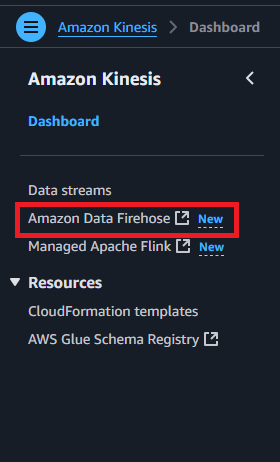 Amazon Kinesis > Dashboard
Amazon Kinesis
Dashboard
Data streams
Amazon Data Firehose New
Managed Apache Flink New
Resources
CloudFormation templates
AWS Glue Schema Registry